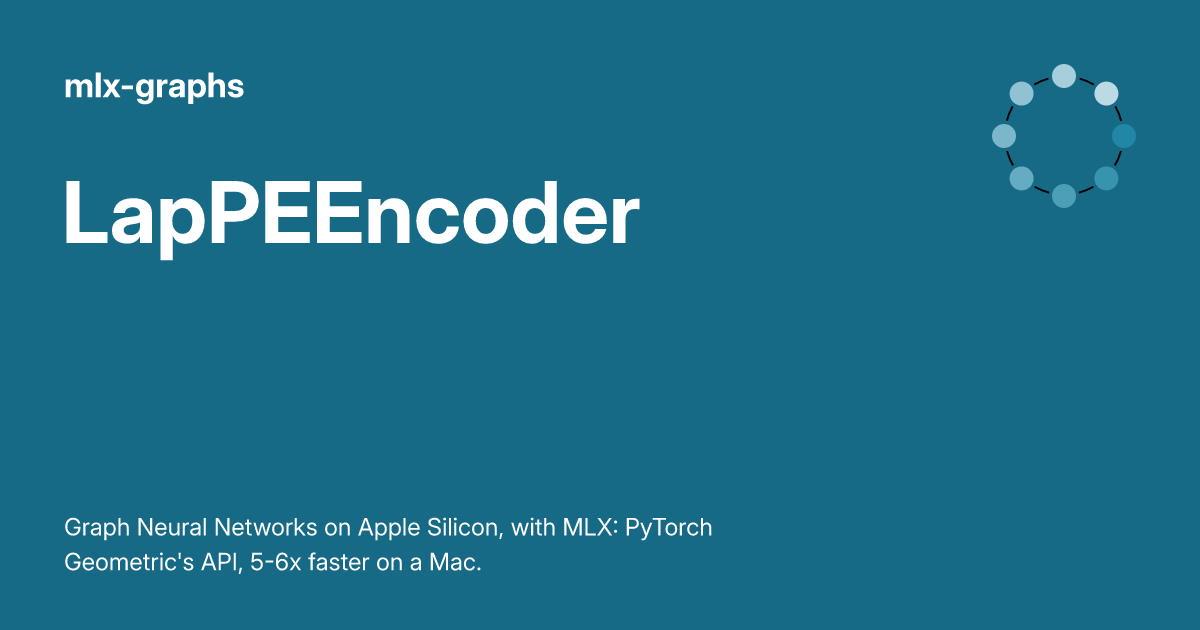 mlx-graphs
LapPEEncoder
Graph Neural Networks on Apple Silicon, with MLX: PyTorch
Geometric's API, 5-6x faster on a Mac.